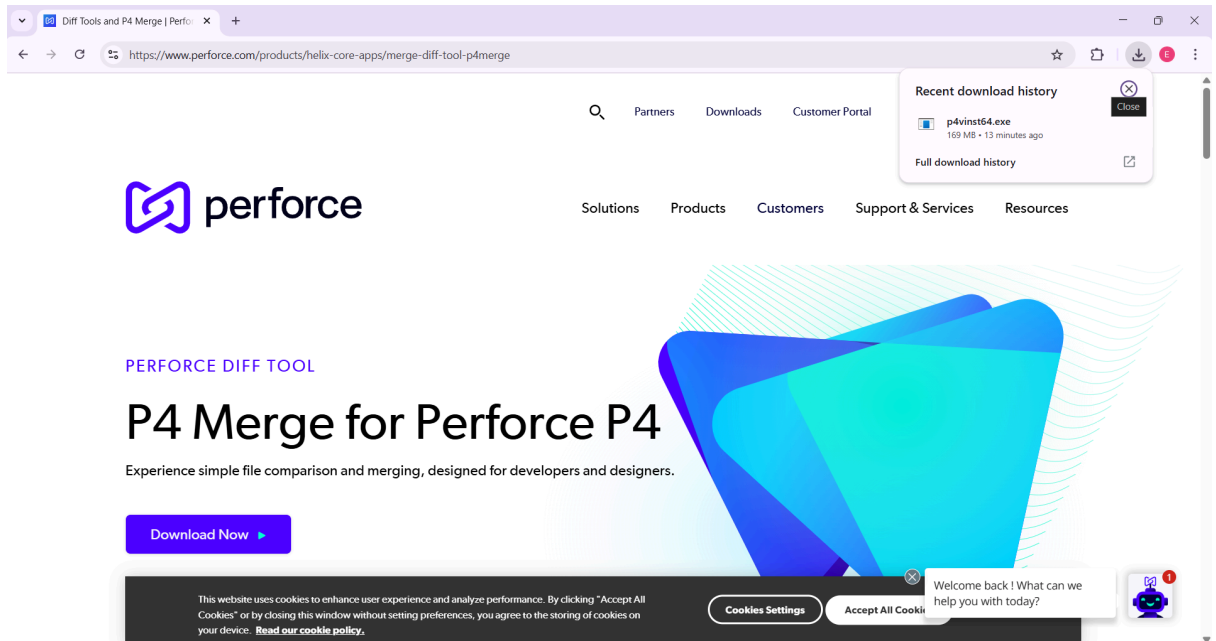 Diff Tools and P4 Merge | Perfo
https://www.perforce.com/products/helix-core-apps/merge-diff-tool-p4merge
E
Recent download history
Close
p4vinst64.exe
169 MB • 13 minutes ago
Full download history
Partners Downloads Customer Portal
perforce
Solutions Products Customers Support & Services Resources
PERFORCE DIFF TOOL
P4 Merge for Perforce P4
Experience simple file comparison and merging, designed for developers and designers.
Download Now
This website uses cookies to enhance user experience and analyze performance. By clicking "Accept All
Cookies" or by closing this window without setting preferences, you agree to the storing of cookies on
your device. Read our cookie policy.
Cookies Settings
Accept All Cookie
Welcome back ! What can we
help you with today?
1